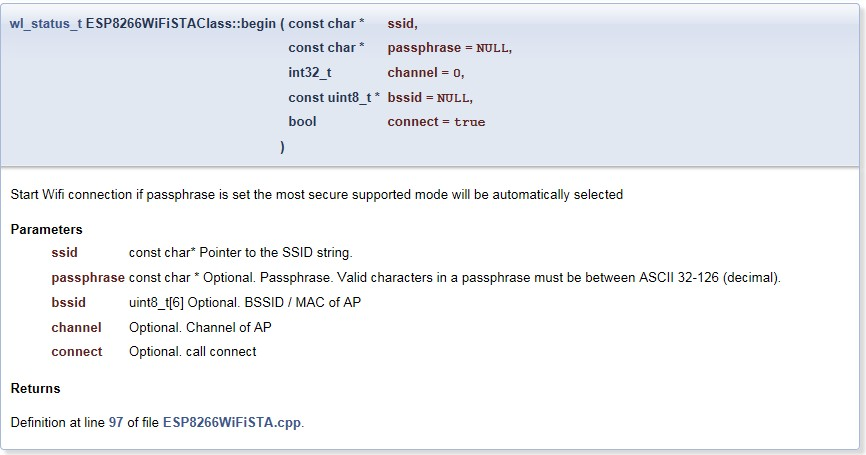 wl_status_t ESP8266WiFiSTAClass::begin ( const char * ssid,
const char * passphrase = NULL,
int32_t channel = 0,
const uint8_t * bssid = NULL,
bool connect = true
)
Start Wifi connection if passphrase is set the most secure supported mode will be automatically selected
Parameters
ssid const char* Pointer to the SSID string.
passphrase const char * Optional. Passphrase. Valid characters in a passphrase must be between ASCII 32-126 (decimal).
bssid uint8_t[6] Optional. BSSID / MAC of AP
channel Optional. Channel of AP
connect Optional. call connect
Returns
Definition at line 97 of file ESP8266WiFiSTA.cpp.